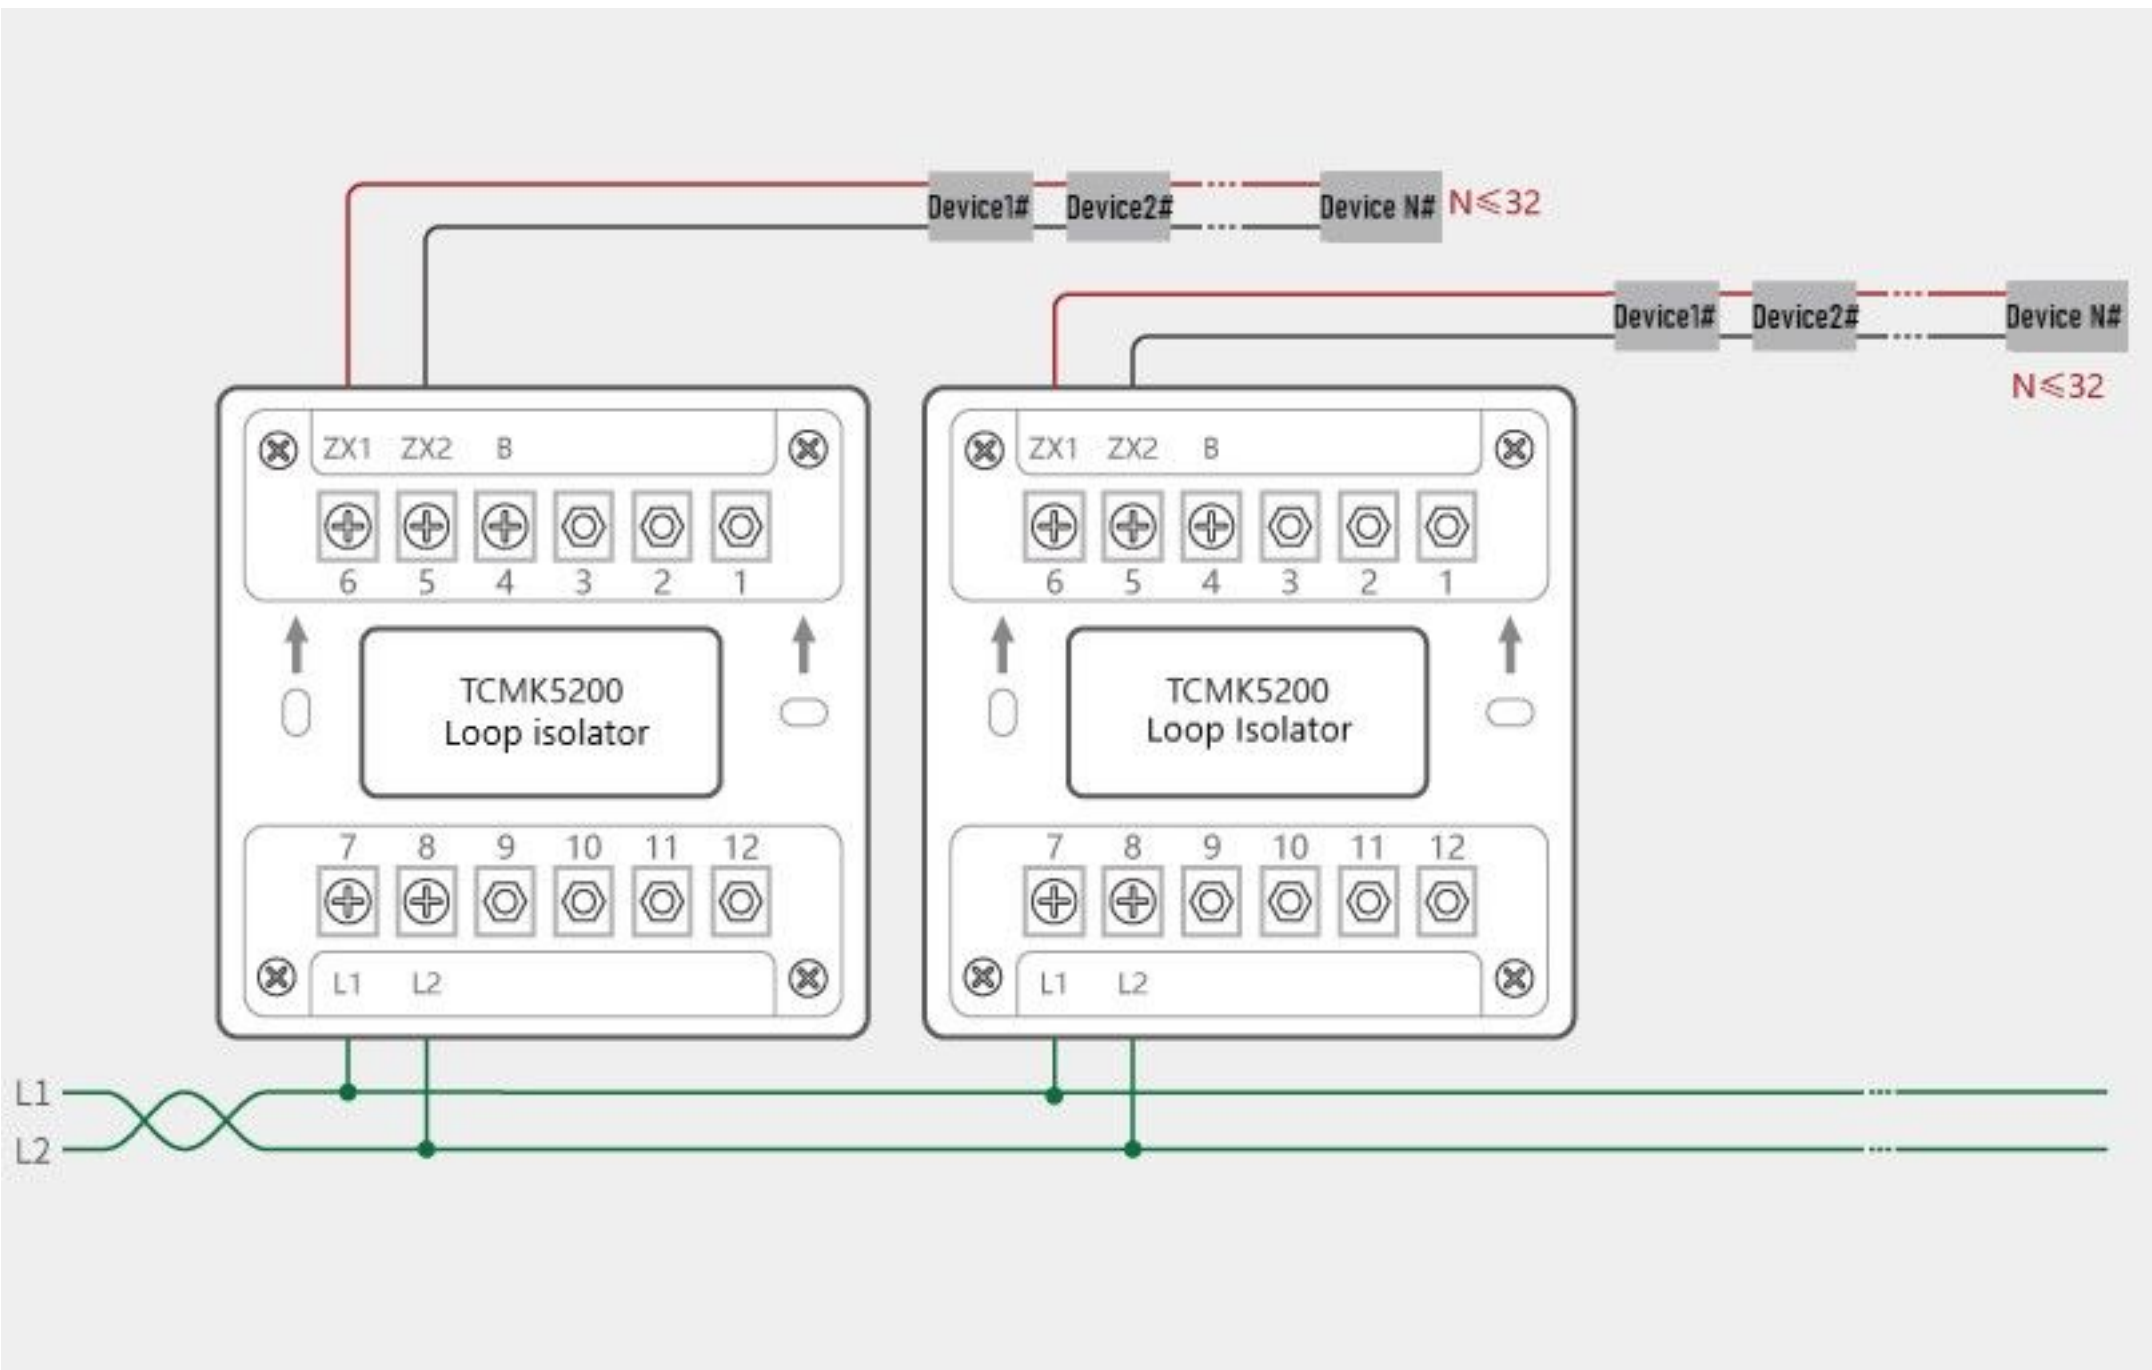 Device1# Device2# Device N# N⩽32
Device1# Device2# Device N#
N⩽32
ZX1 ZX2 B
6 5 4 3 2 1
TCMK5200
Loop isolator
7 8 9 10 11 12
L1 L2
ZX1 ZX2 B
6 5 4 3 2 1
TCMK5200
Loop Isolator
7 8 9 10 11 12
L1 L2
L1
L2